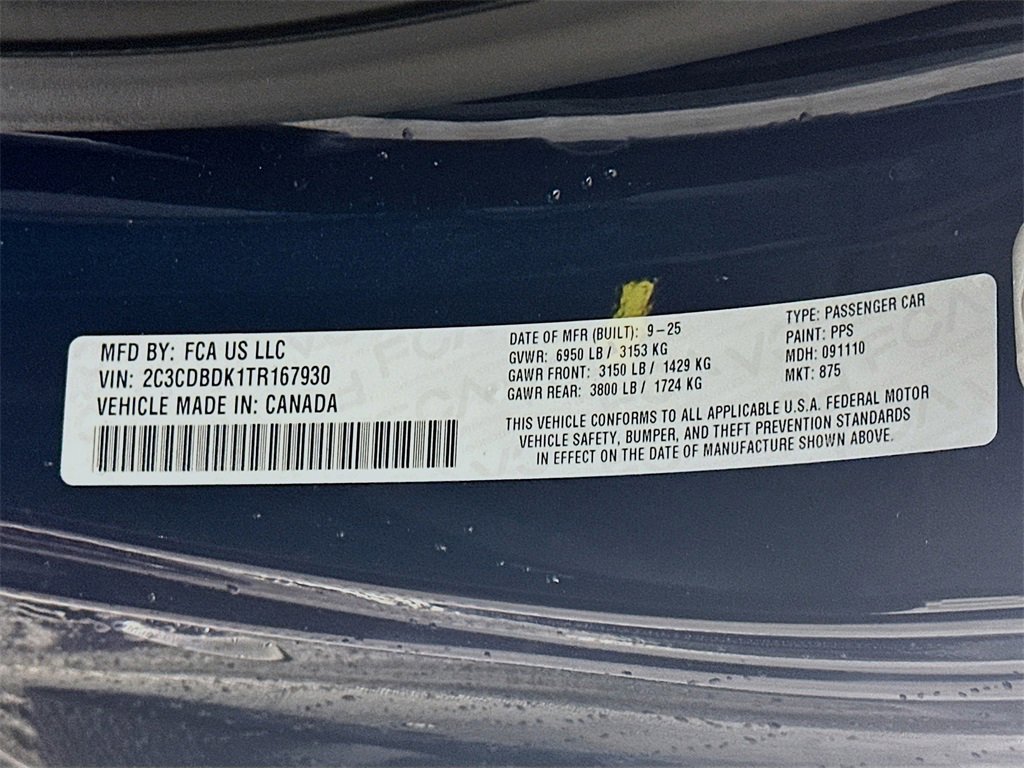 MFD BY: FCA US LLC
VIN: 2C3CDBDK1TR167930
VEHICLE MADE IN: CANADA
DATE OF MFR (BUILT): 9-25
GVWR: 6950 LB / 3153 KG
GAWR FRONT: 3150 LB / 1429 KG
GAWR REAR: 3800 LB / 1724 KG
TYPE: PASSENGER CAR
PAINT: PPS
MDH: 091110
MKT: 875
THIS VEHICLE CONFORMS TO ALL APPLICABLE U.S.A. FEDERAL MOTOR
VEHICLE SAFETY, BUMPER, AND THEFT PREVENTION STANDARDS
IN EFFECT ON THE DATE OF MANUFACTURE SHOWN ABOVE.